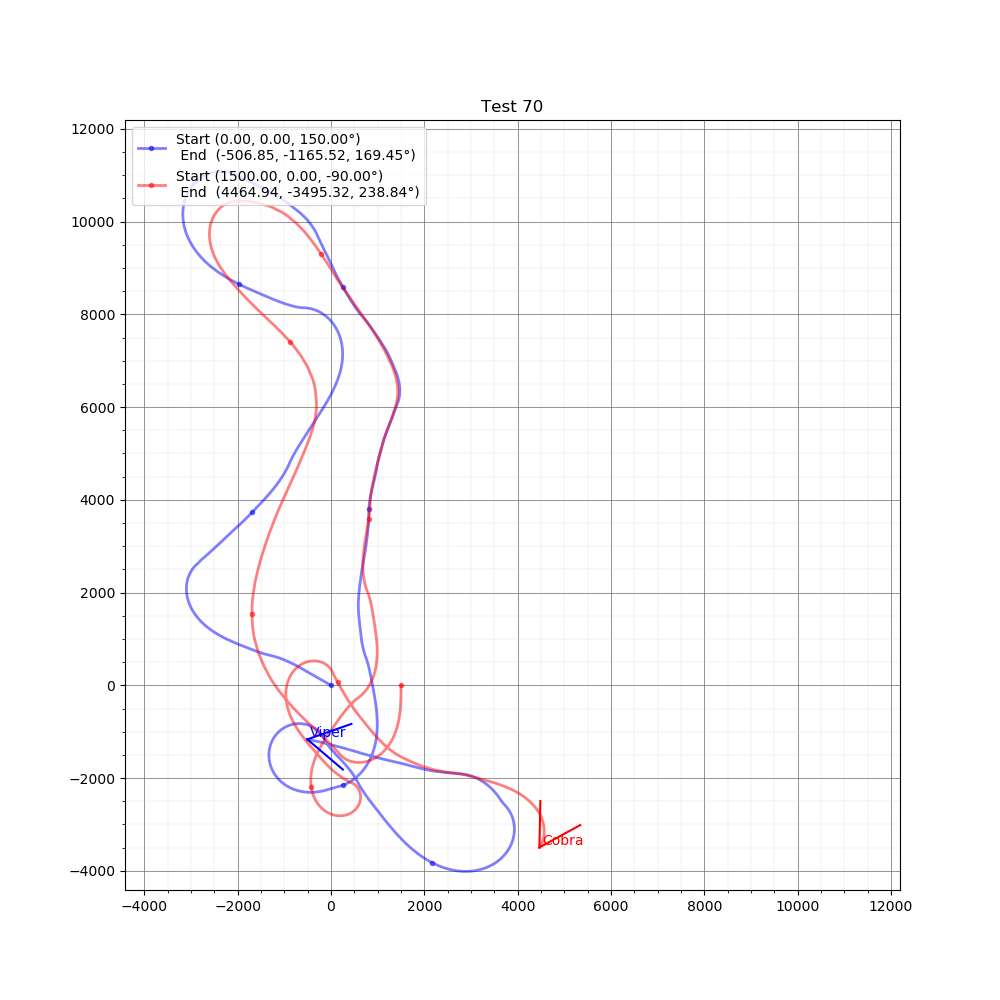 Test 70
12000
10000
8000
6000
4000
2000
0
−2000
−4000
Start (0.00, 0.00, 150.00°)
End (-506.85, -1165.52, 169.45°)
Start (1500.00, 0.00, -90.00°)
End (4464.94, -3495.32, 238.84°)
Viper
Cobra
−4000 −2000 0 2000 4000 6000 8000 10000 12000